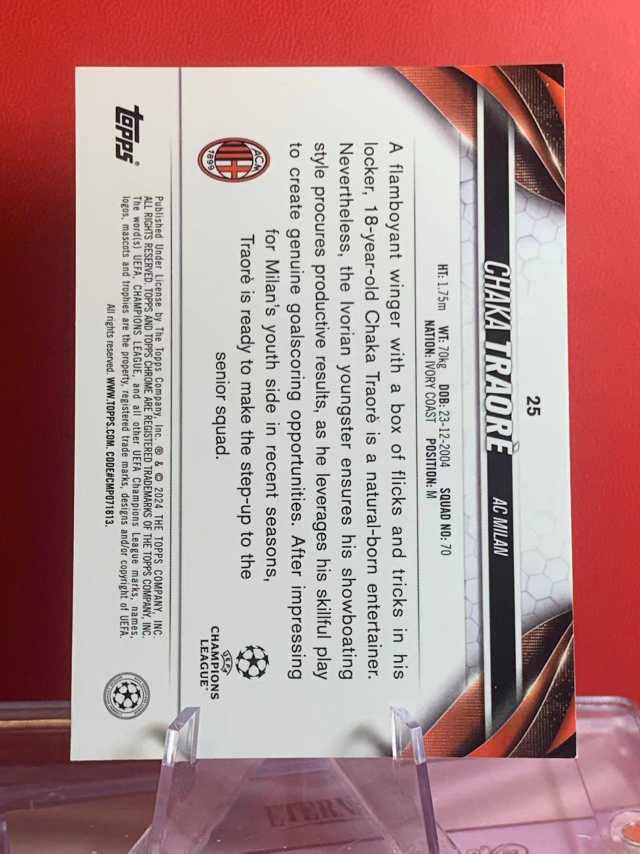 25
CHAKA TRAORÈ AC MILAN
HT: 1.75m WT: 70kg DOB: 23-12-2004 SQUAD NO: 70
NATION: IVORY COAST POSITION: M
A flamboyant winger with a box of flicks and tricks in his
locker, 18-year-old Chaka Traorè is a natural-born entertainer.
Nevertheless, the Ivorian youngster ensures his showboating
style procures productive results, as he leverages his skillful play
to create genuine goalscoring opportunities. After impressing
for Milan's youth side in recent seasons,
Traorè is ready to make the step-up to the
senior squad.
ACM
1899
UEFA
CHAMPIONS
LEAGUE®
Topps®
Published Under License by The Topps Company, Inc. ® & © 2024 THE TOPPS COMPANY, INC.
ALL RIGHTS RESERVED. TOPPS AND TOPPS CHROME ARE REGISTERED TRADEMARKS OF THE TOPPS COMPANY, INC.
The word(s) UEFA, CHAMPIONS LEAGUE, and all other UEFA Champions League marks, names,
logos, mascots and trophies are the property, registered trade marks, designs and/or copyright of UEFA.
All rights reserved. WWW.TOPPS.COM. CODE#CMP071813.